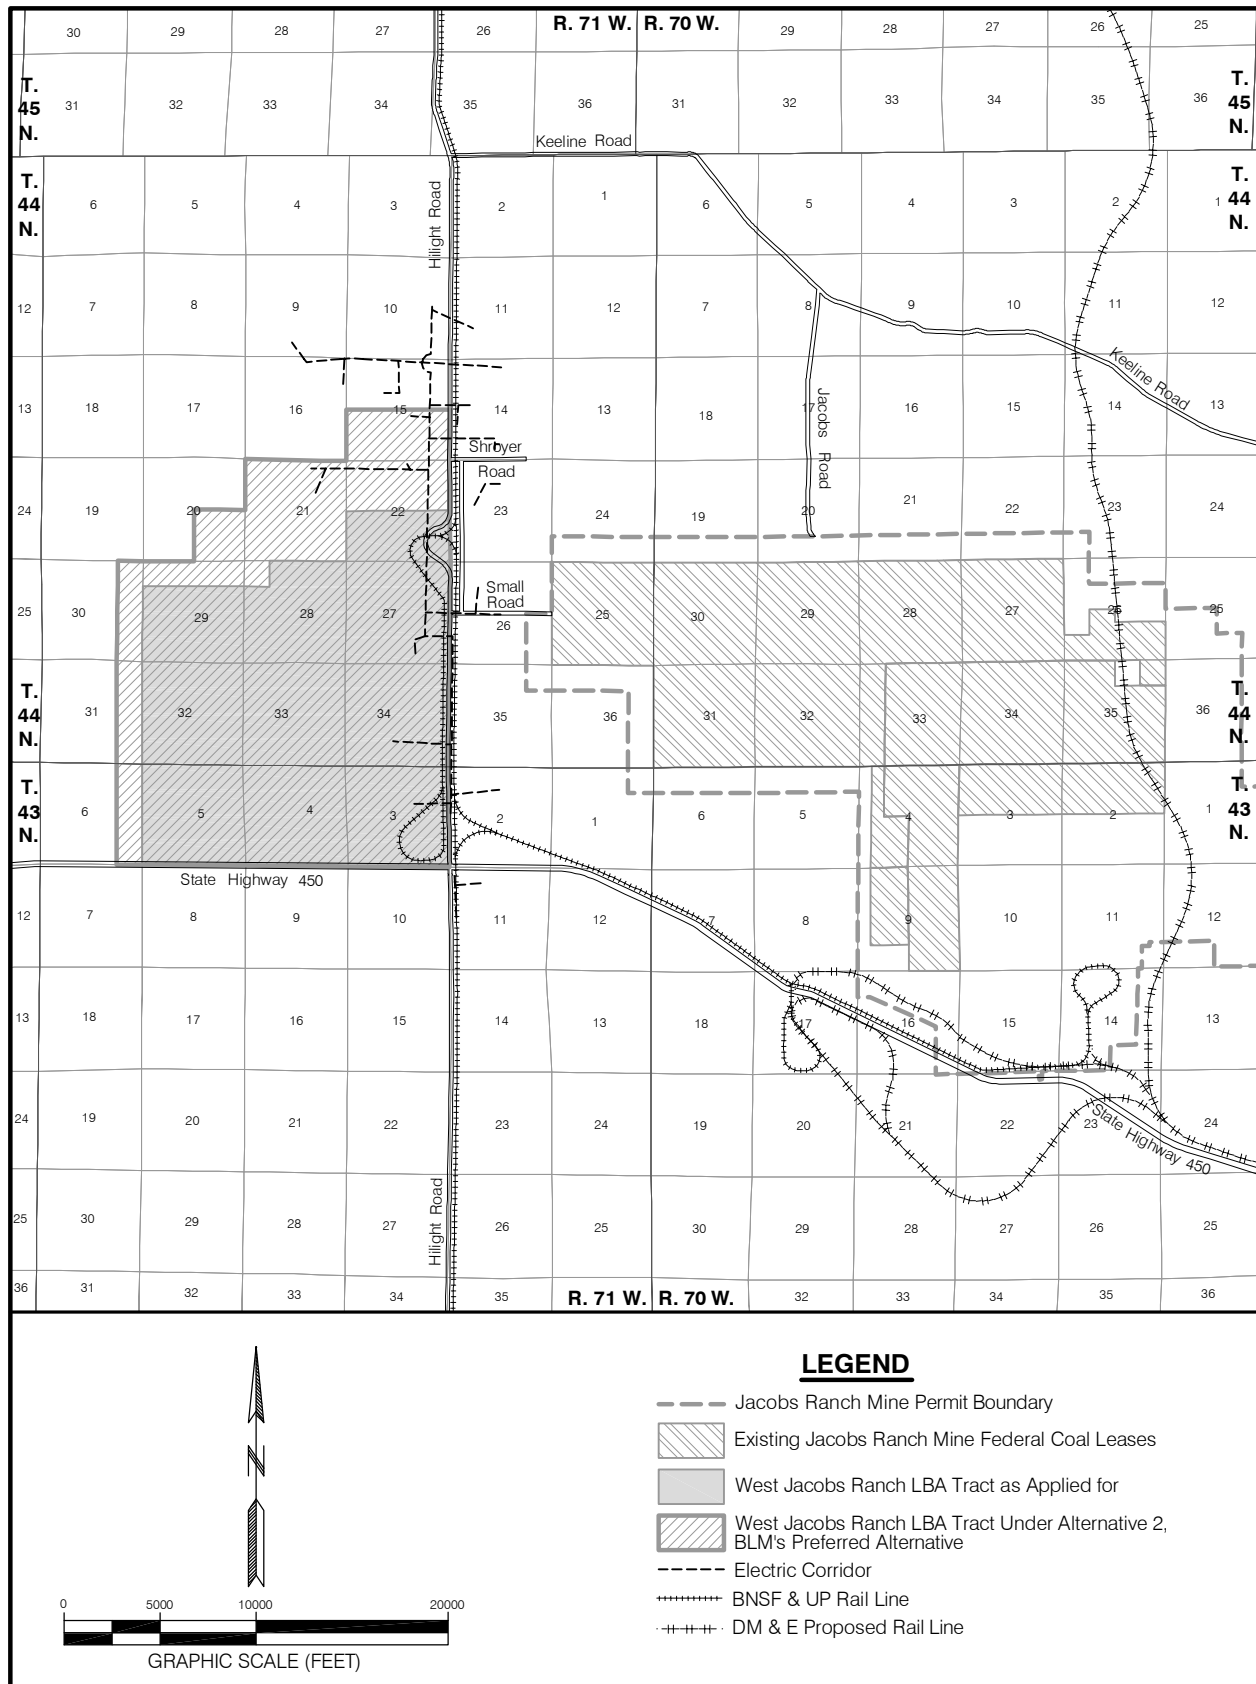 30 29 28 27 26 R. 71 W. R. 70 W. 29 28 27 26 25
T.
45
N.
31 32 33 34 35 36 31 32 33 34 35 36
T.
45
N.
Keeline Road
T.
44
N.
6 5 4 3 2 1 6 5 4 3 2 1
T.
44
N.
Hilight Road
12 7 8 9 10 11 12 7 8 9 10 11 12
Keeline Road
13 18 17 16 15 14 13 18 17 16 15 14 13
Jacobs Road
Shroyer
Road
24 19 20 21 22 23 24 19 20 21 22 23 24
Small
Road
25 30 29 28 27 26 25 30 29 28 27 26 25
T.
44
N.
31 32 33 34 35 36 31 32 33 34 35 36
T.
44
N.
T.
43
N.
6 5 4 3 2 1 6 5 4 3 2 1
T.
43
N.
State Highway 450
12 7 8 9 10 11 12 7 8 9 10 11 12
13 18 17 16 15 14 13 18 17 16 15 14 13
24 19 20 21 22 23 24 19 20 21 22 23 24
State Highway 450
Hilight Road
25 30 29 28 27 26 25 30 29 28 27 26 25
36 31 32 33 34 35 R. 71 W. R. 70 W. 32 33 34 35 36
N
0 5000 10000 20000
GRAPHIC SCALE (FEET)
LEGEND
Jacobs Ranch Mine Permit Boundary
Existing Jacobs Ranch Mine Federal Coal Leases
West Jacobs Ranch LBA Tract as Applied for
West Jacobs Ranch LBA Tract Under Alternative 2,
BLM's Preferred Alternative
Electric Corridor
BNSF & UP Rail Line
DM & E Proposed Rail Line